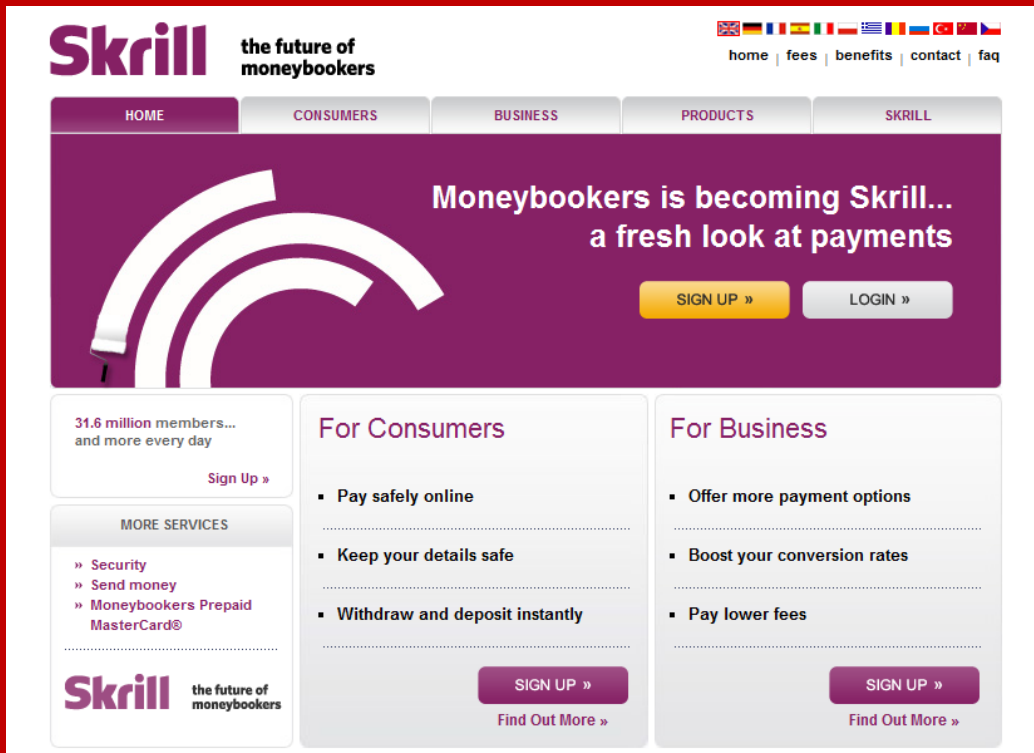 Skrill
the future of
moneybookers
home | fees | benefits | contact | faq
HOME CONSUMERS BUSINESS PRODUCTS SKRILL
Moneybookers is becoming Skrill...
a fresh look at payments
SIGN UP » LOGIN »
31.6 million members...
and more every day
Sign Up »
MORE SERVICES
» Security
» Send money
» Moneybookers Prepaid
MasterCard®
Skrill
the future of
moneybookers
For Consumers
▪ Pay safely online
▪ Keep your details safe
▪ Withdraw and deposit instantly
SIGN UP »
Find Out More »
For Business
▪ Offer more payment options
▪ Boost your conversion rates
▪ Pay lower fees
SIGN UP »
Find Out More »